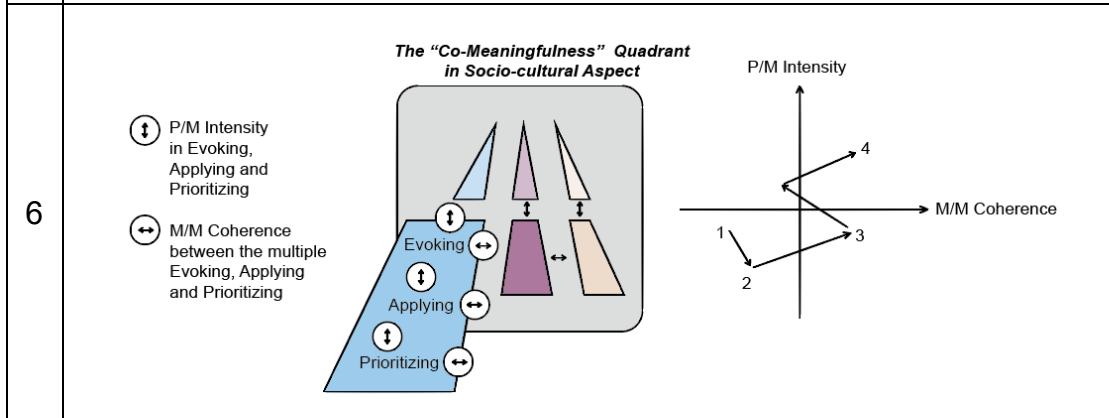 6
The “Co-Meaningfulness” Quadrant
in Socio-cultural Aspect
P/M Intensity
in Evoking,
Applying and
Prioritizing
M/M Coherence
between the multiple
Evoking, Applying
and Prioritizing
Evoking
Applying
Prioritizing
P/M Intensity
4
M/M Coherence
1
3
2